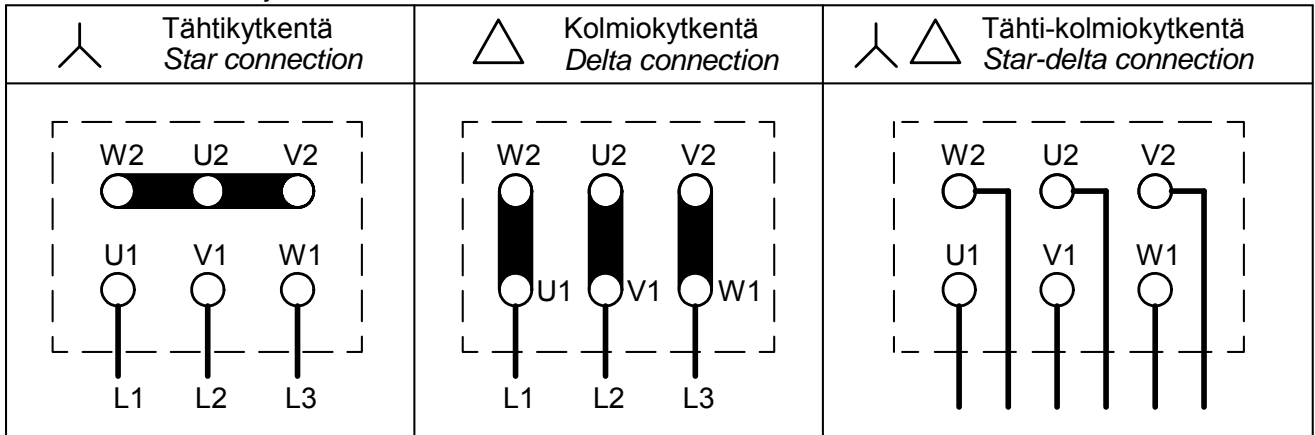 Tähtikytkentä
Star connection
Kolmiokytkentä
Delta connection
Tähti-kolmiokytkentä
Star-delta connection
W2 U2 V2
U1 V1 W1
L1 L2 L3
W2 U2 V2
U1 V1 W1
L1 L2 L3
W2 U2 V2
U1 V1 W1